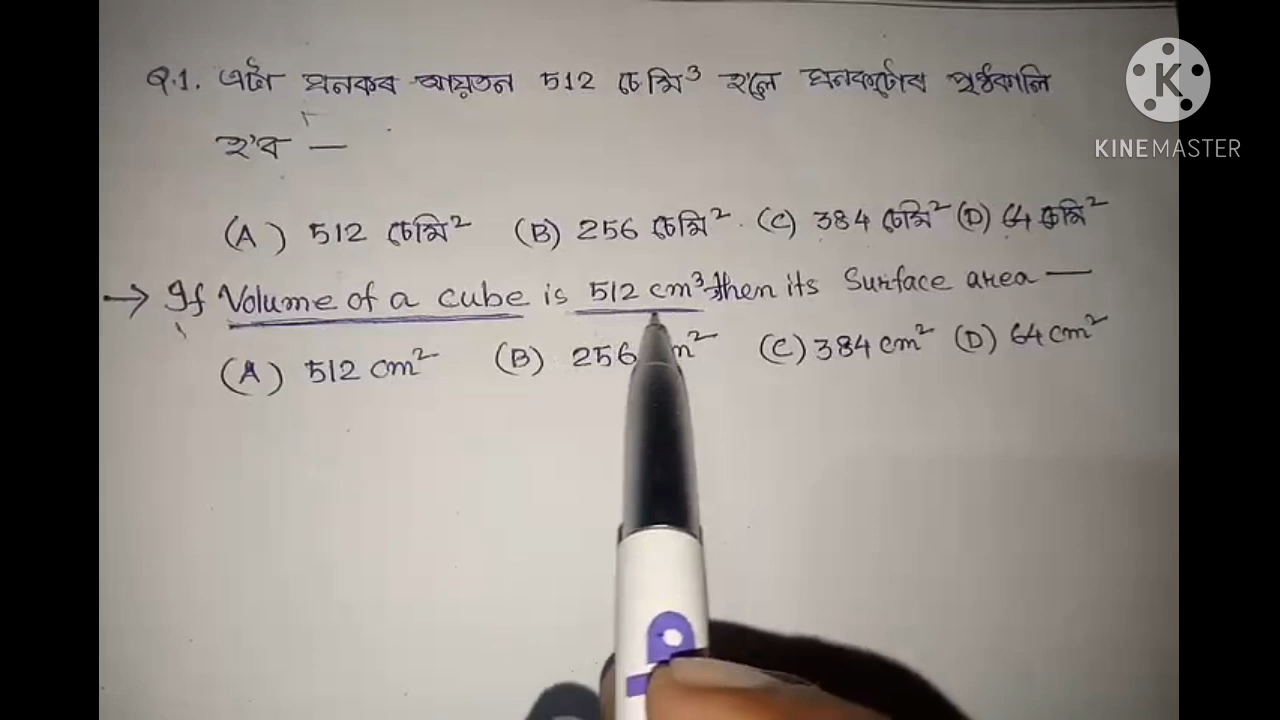 Q.1. এটা ঘনকৰ আয়তন 512 চেমি³ হ'লে ঘনকটোৰ পৃষ্ঠকালি
হ'ব —
(A) 512 চেমি² (B) 256 চেমি² (C) 384 চেমি² (D) 64 চেমি²
→ If Volume of a cube is 512 cm³ then its Surface area —
(A) 512 cm² (B) 256 cm² (C) 384 cm² (D) 64 cm²
K
KINEMASTER